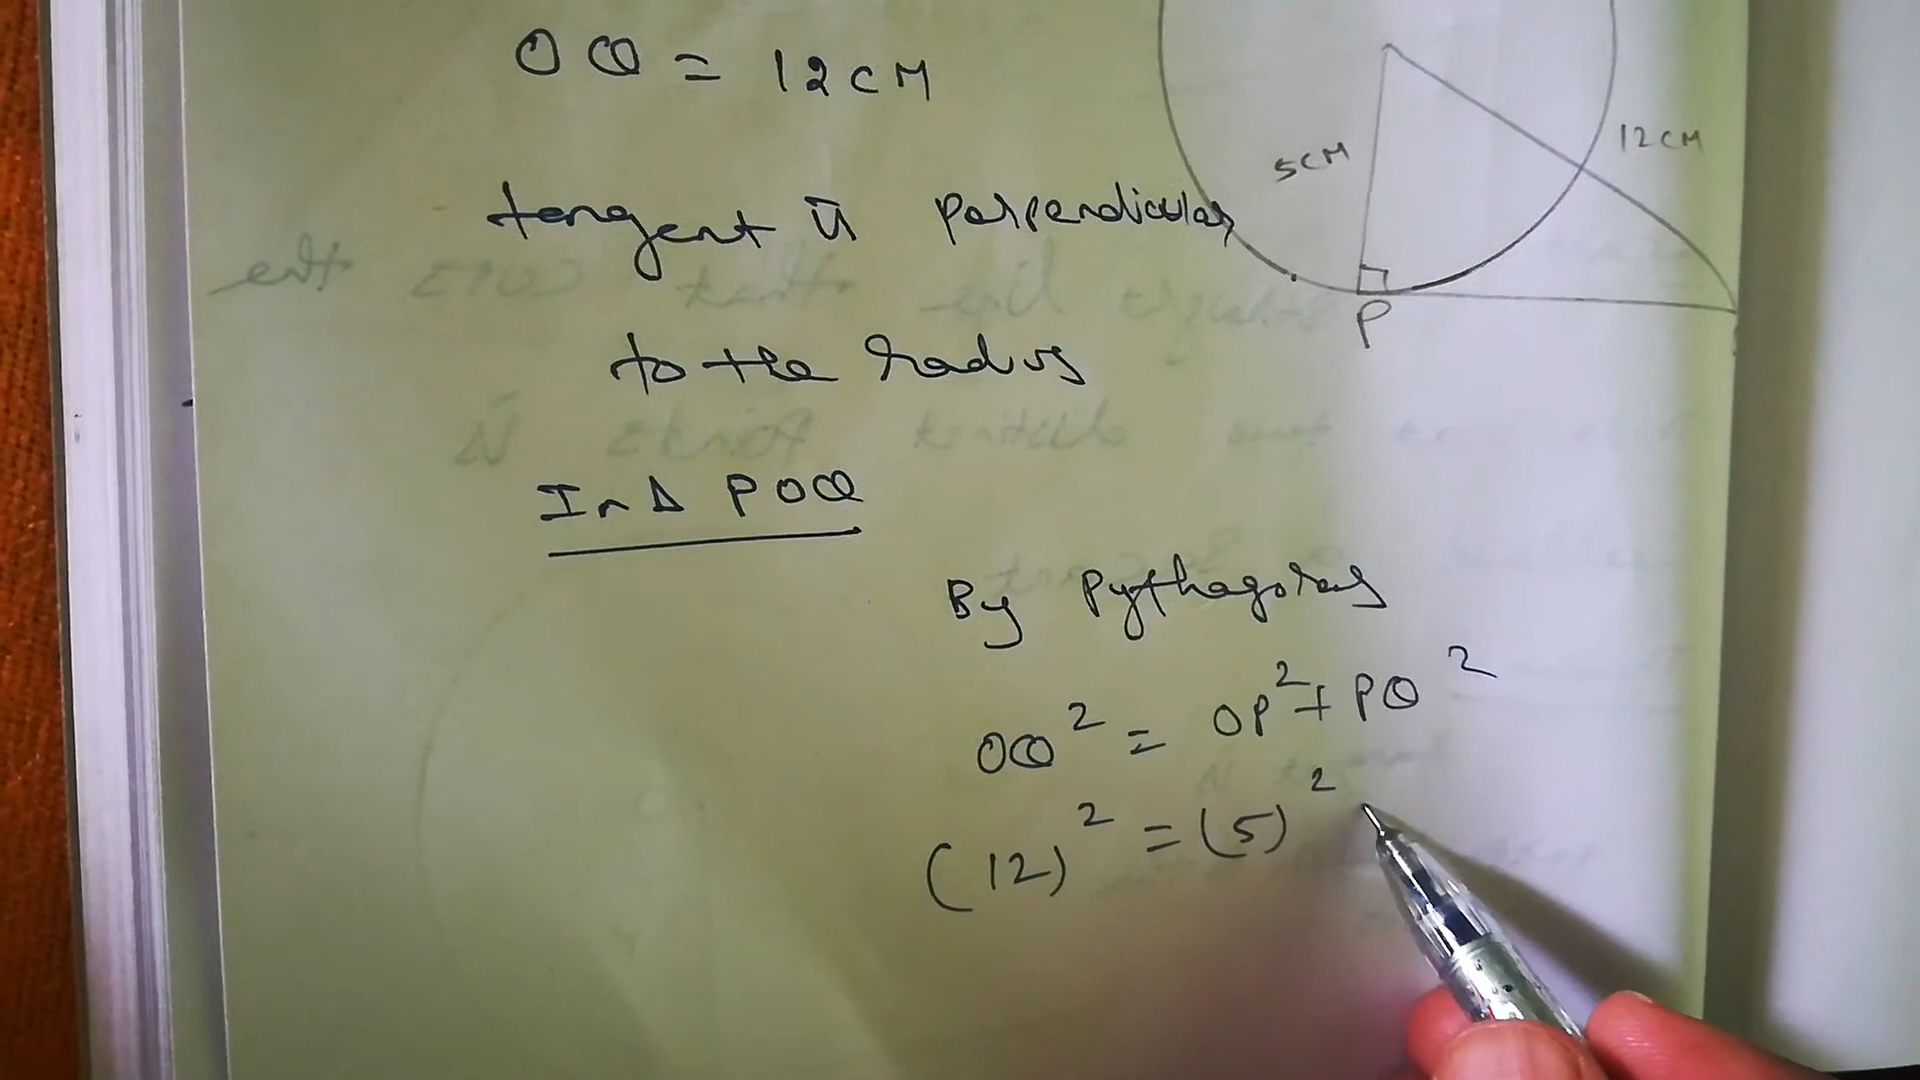 OQ = 12CM
5CM
12CM
tangent is perpendicular
P
to the radius
In Δ POQ
By Pythagoras
OQ² = OP² + PQ²
(12)² = (5)²